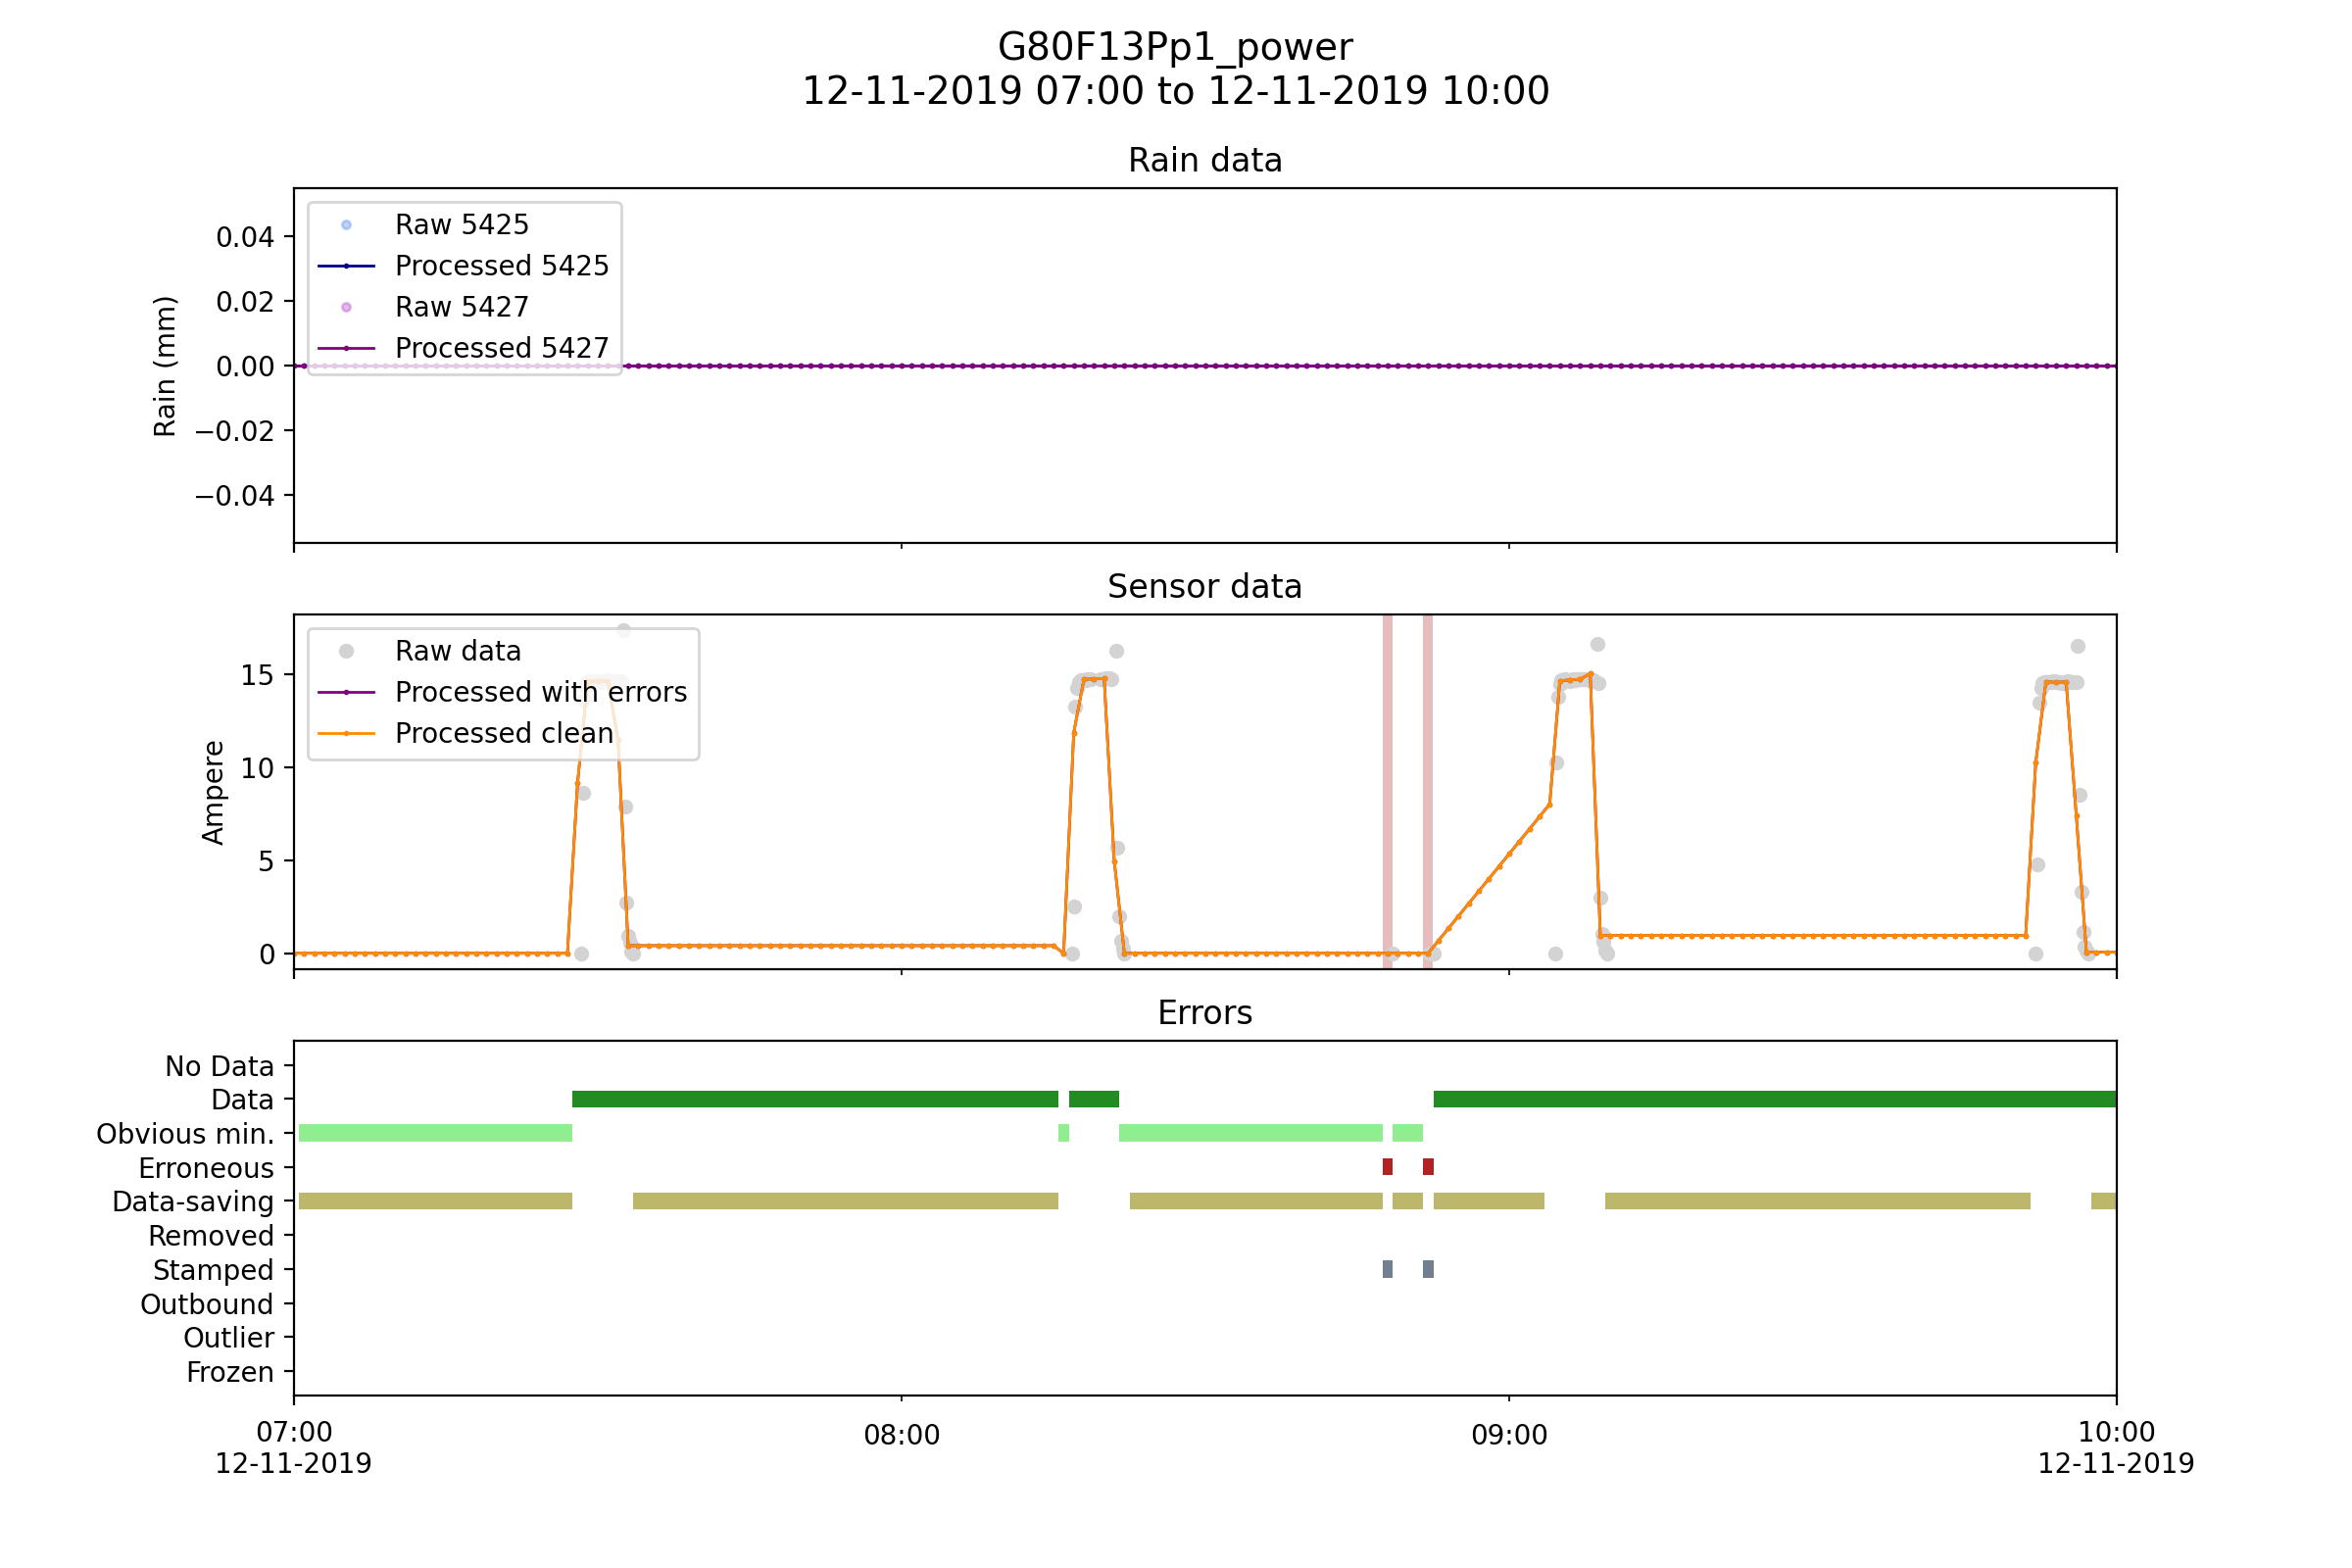 G80F13Pp1_power
12-11-2019 07:00 to 12-11-2019 10:00
Rain data
Rain (mm)
0.04
0.02
0.00
−0.02
−0.04
Raw 5425
Processed 5425
Raw 5427
Processed 5427
Sensor data
Ampere
15
10
5
0
Raw data
Processed with errors
Processed clean
Errors
No Data
Data
Obvious min.
Erroneous
Data-saving
Removed
Stamped
Outbound
Outlier
Frozen
07:00
12-11-2019
08:00
09:00
10:00
12-11-2019